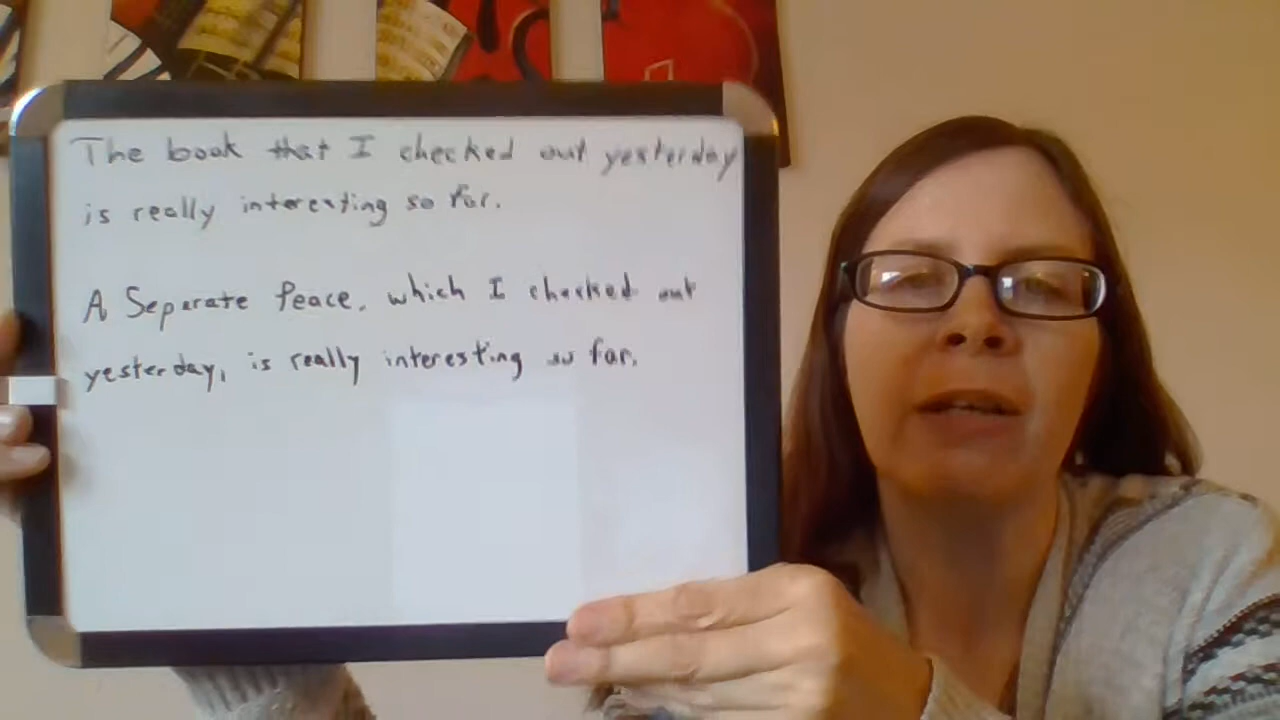 The book that I checked out yesterday
is really interesting so far.
A Separate Peace, which I checked out
yesterday, is really interesting so far.